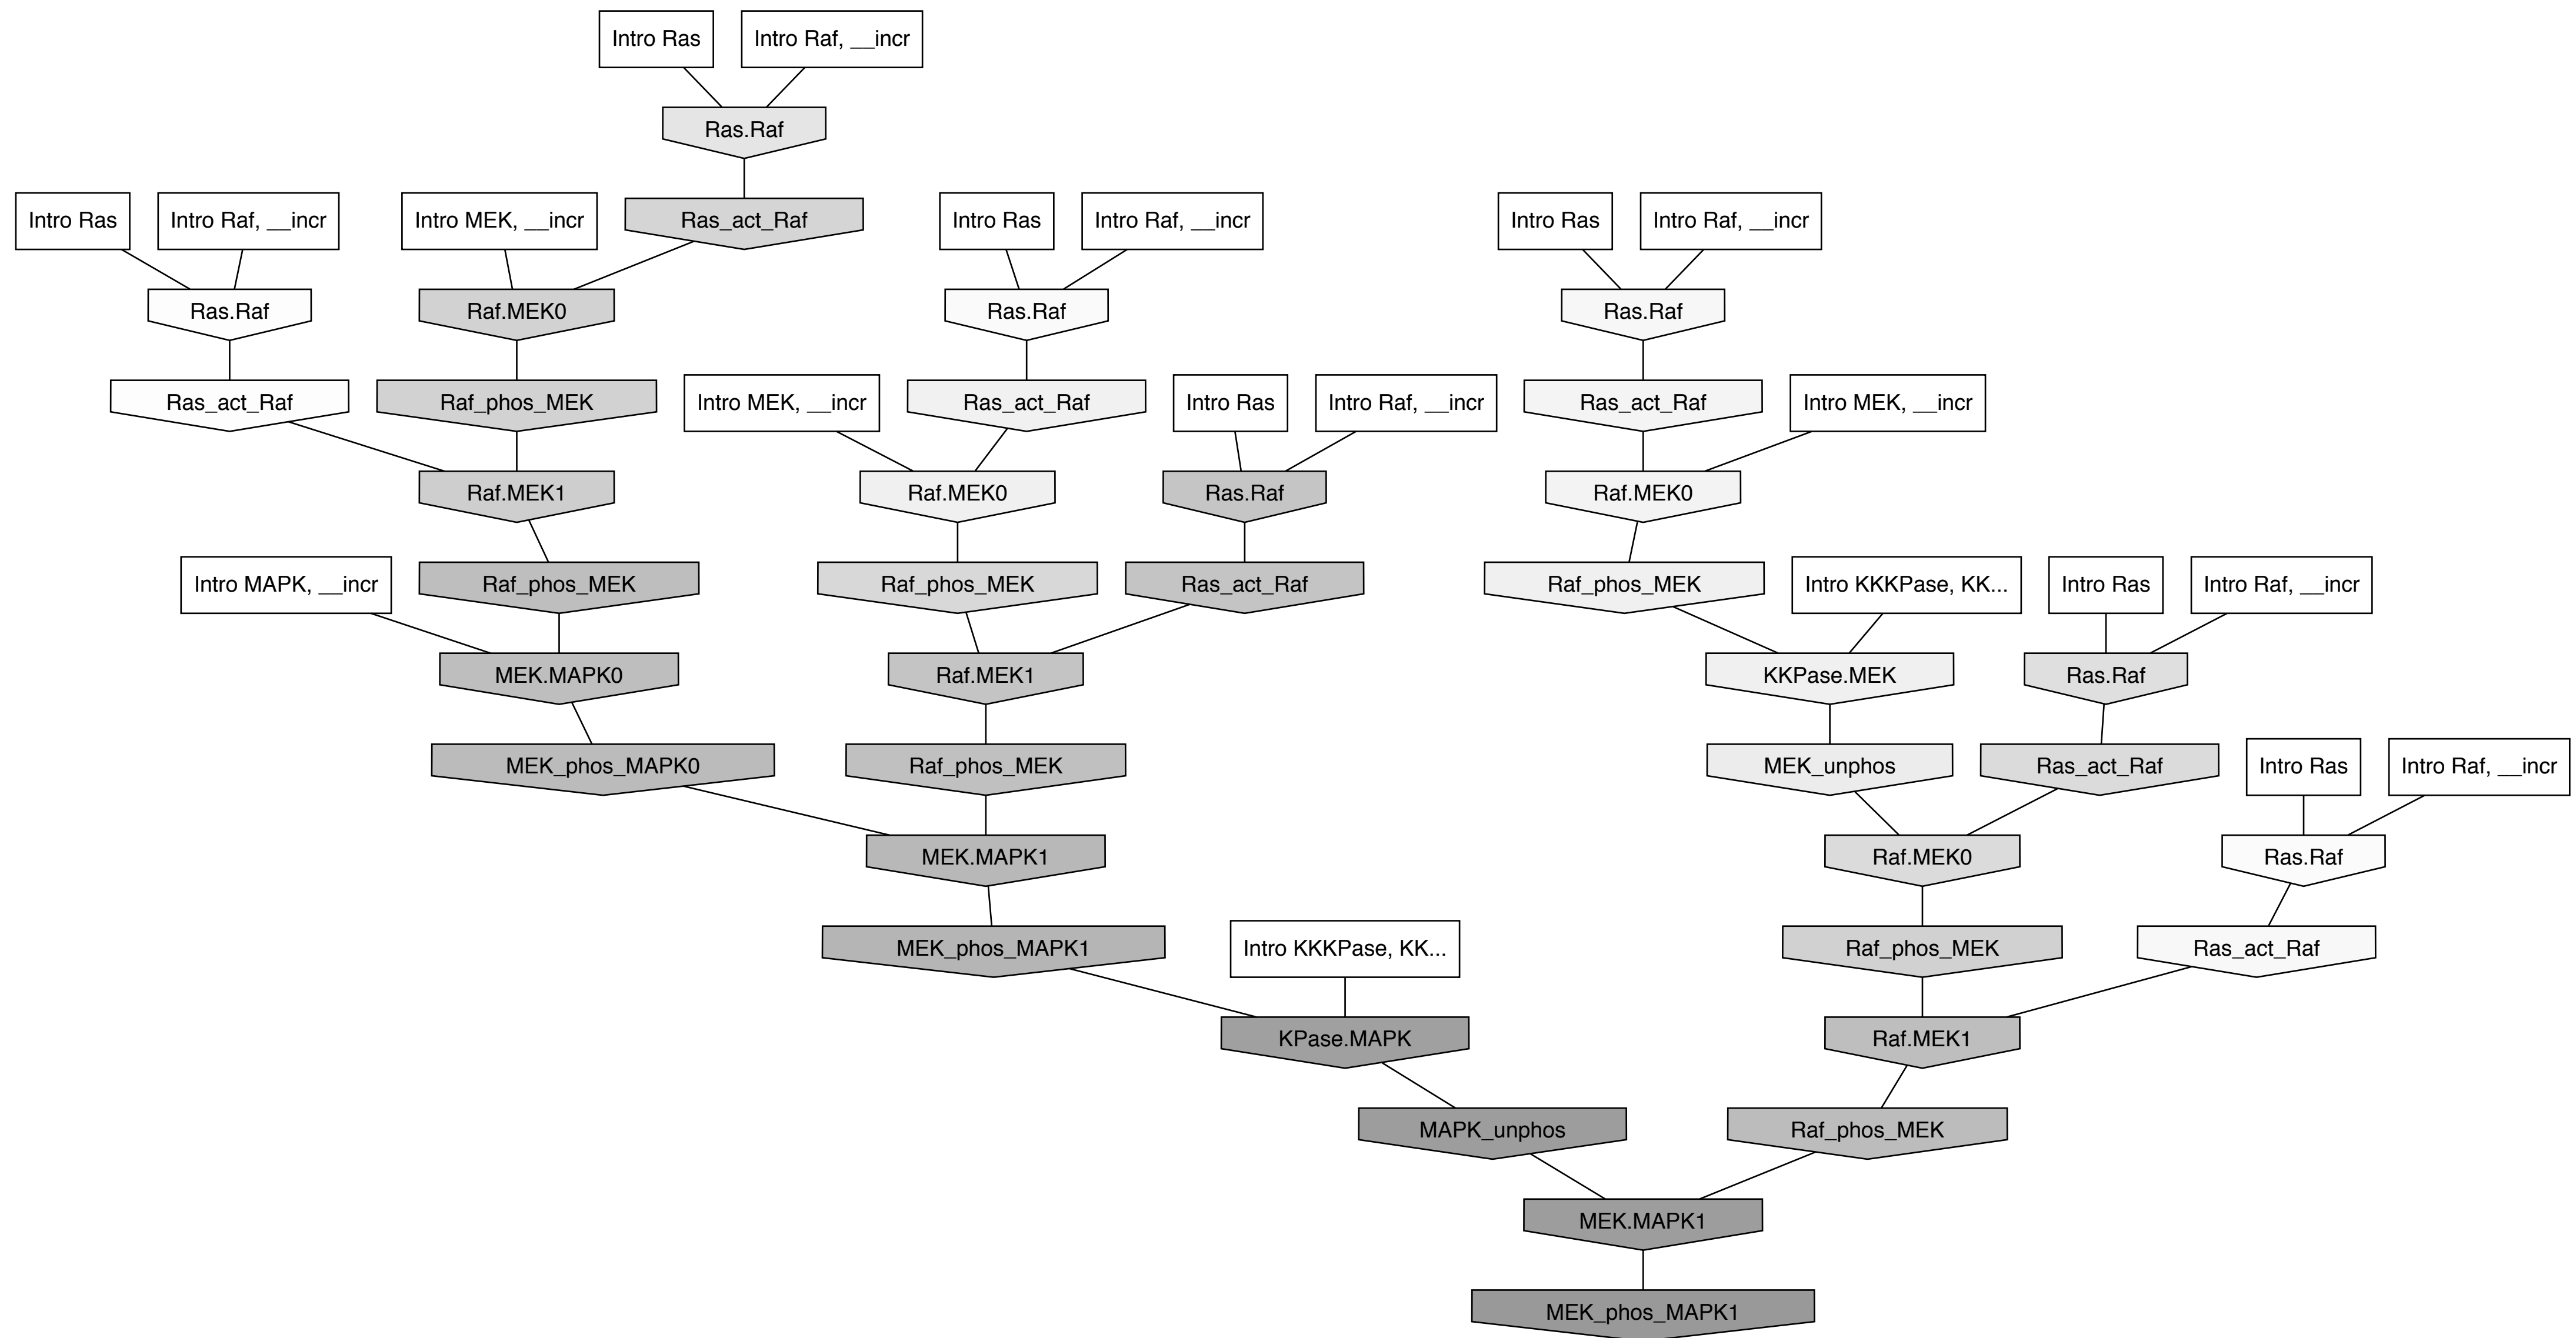 Intro Ras
Intro Raf, __incr
Ras.Raf
Intro Ras
Intro Raf, __incr
Intro MEK, __incr
Ras_act_Raf
Intro Ras
Intro Raf, __incr
Intro Ras
Intro Raf, __incr
Ras.Raf
Raf.MEK0
Ras.Raf
Ras.Raf
Ras_act_Raf
Raf_phos_MEK
Intro MEK, __incr
Ras_act_Raf
Intro Ras
Intro Raf, __incr
Ras_act_Raf
Intro MEK, __incr
Raf.MEK1
Raf.MEK0
Ras.Raf
Raf.MEK0
Intro MAPK, __incr
Raf_phos_MEK
Raf_phos_MEK
Ras_act_Raf
Raf_phos_MEK
Intro KKKPase, KK...
Intro Ras
Intro Raf, __incr
MEK.MAPK0
Raf.MEK1
KKPase.MEK
Ras.Raf
MEK_phos_MAPK0
Raf_phos_MEK
MEK_unphos
Ras_act_Raf
Intro Ras
Intro Raf, __incr
MEK.MAPK1
Raf.MEK0
Ras.Raf
MEK_phos_MAPK1
Intro KKKPase, KK...
Raf_phos_MEK
Ras_act_Raf
KPase.MAPK
Raf.MEK1
MAPK_unphos
Raf_phos_MEK
MEK.MAPK1
MEK_phos_MAPK1